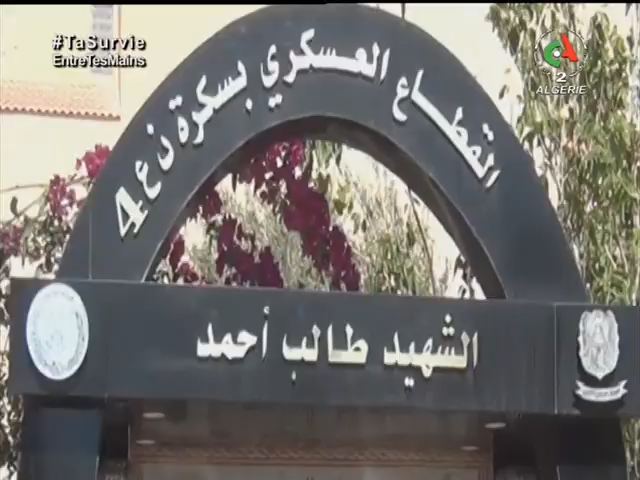 #TaSurvie
EntreTesMains
2
ALGERIE
القطاع العسكري بسكرة ن ع 4
الشهيد طالب أحمد